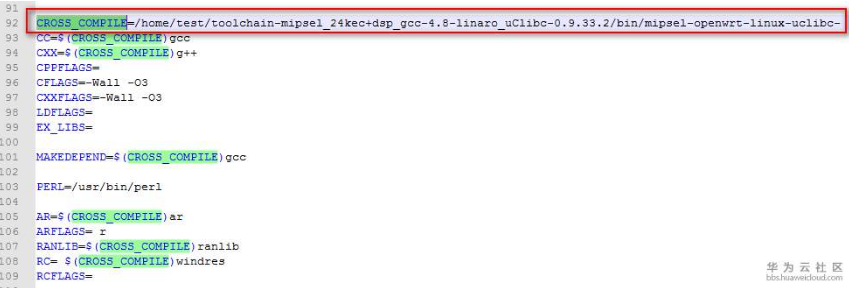 91
92 CROSS_COMPILE=/home/test/toolchain-mipsel_24kec+dsp_gcc-4.8-linaro_uClibc-0.9.33.2/bin/mipsel-openwrt-linux-uclibc-
93 CC=$(CROSS_COMPILE)gcc
94 CXX=$(CROSS_COMPILE)g++
95 CPPFLAGS=
96 CFLAGS=-Wall -O3
97 CXXFLAGS=-Wall -O3
98 LDFLAGS=
99 EX_LIBS=
100
101 MAKEDEPEND=$(CROSS_COMPILE)gcc
102
103 PERL=/usr/bin/perl
104
105 AR=$(CROSS_COMPILE)ar
106 ARFLAGS= r
107 RANLIB=$(CROSS_COMPILE)ranlib
108 RC= $(CROSS_COMPILE)windres
109 RCFLAGS=
华为云社区
bbs.huaweicloud.com